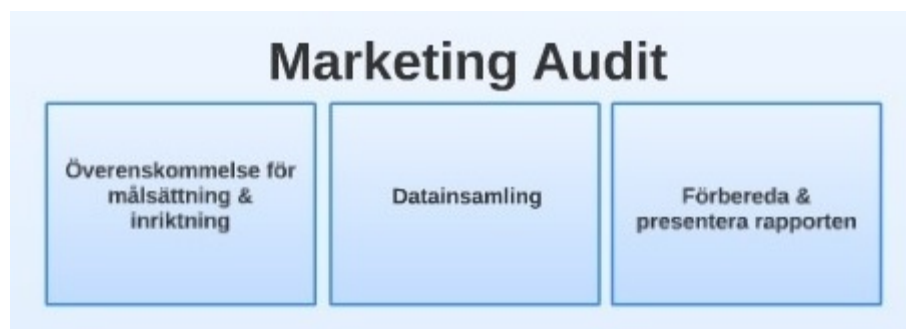 Marketing Audit
Överenskommelse för
målsättning &
inriktning
Datainsamling
Förbereda &
presentera rapporten